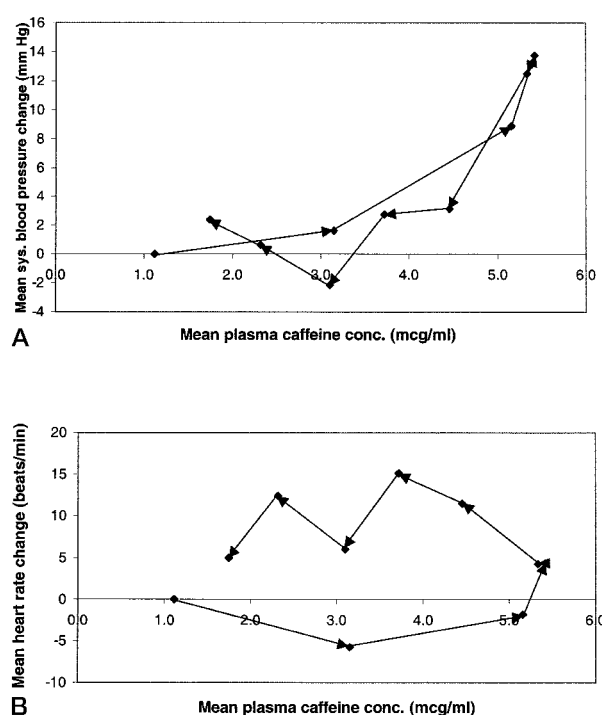 Mean sys. blood pressure change (mm Hg)
16
14
12
10
8
6
4
2
0
-2
-4
0.0 1.0 2.0 3.0 4.0 5.0 6.0
Mean plasma caffeine conc. (mcg/ml)
A
Mean heart rate change (beats/min)
20
15
10
5
0
-5
-10
0.0 1.0 2.0 3.0 4.0 5.0 6.0
Mean plasma caffeine conc. (mcg/ml)
B